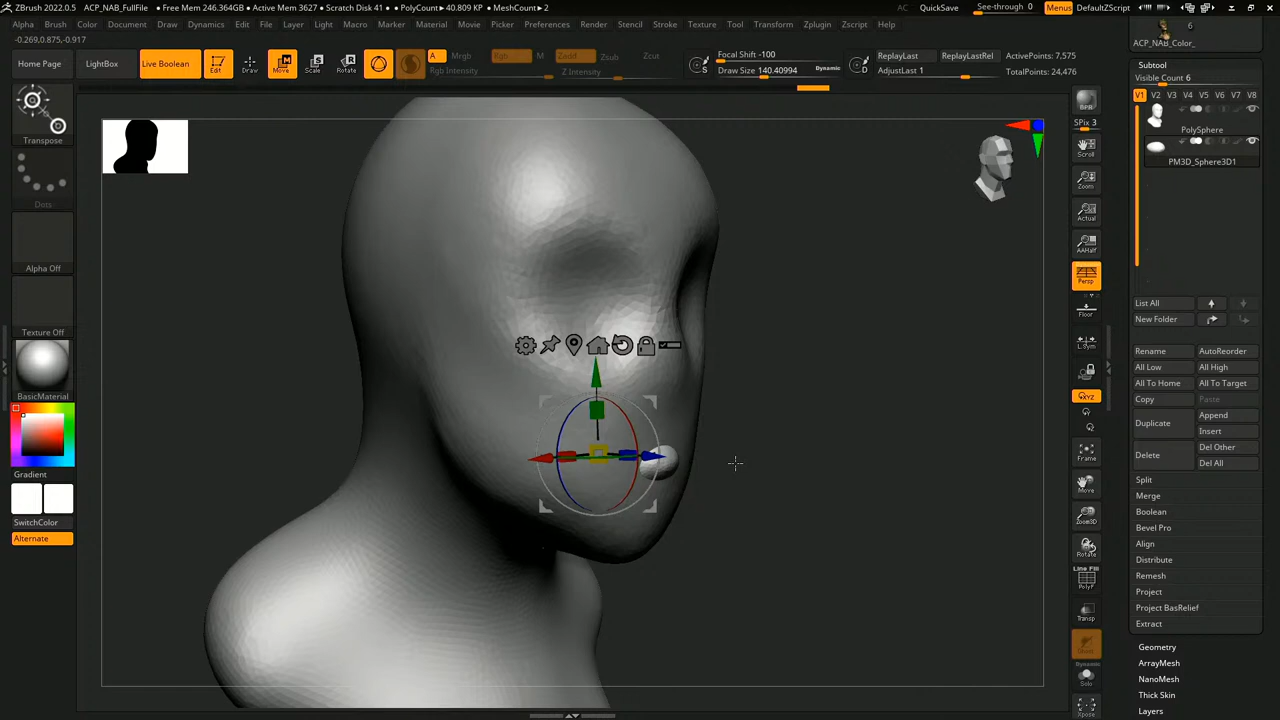 ZBrush 2022.0.5 ACP_NAB_FullFile • Free Mem 246.364GB • Active Mem 3627 • Scratch Disk 41 • PolyCount 40.809 KP • MeshCount 2
AC QuickSave See-through 0 Menus DefaultZScript
Alpha Brush Color Document Draw Dynamics Edit File Layer Light Macro Marker Material Movie Picker Preferences Render Stencil Stroke Texture Tool Transform Zplugin Zscript Help
-0.269,0.875,-0.917
Home Page
LightBox
Live Boolean
Edit
Draw
Move
Scale
Rotate
A
Mrgb
Rgb
M
Rgb Intensity
Zadd
Zsub
Zcut
Z Intensity
S
Focal Shift -100
Draw Size 140.40994
Dynamic
D
ReplayLast
ReplayLastRel
AdjustLast 1
ActivePoints: 7,575
TotalPoints: 24,476
Transpose
Dots
Alpha Off
Texture Off
BasicMaterial
Gradient
SwitchColor
Alternate
BPR
SPix 3
Scroll
Zoom
Actual
AAHalf
Persp
Floor
L.Sym
XYZ
Frame
Move
Zoom3D
Rotate
Line Fill
PolyF
Transp
Dynamic
Solo
Xpose
6
ACP_NAB_Color_
Subtool
Visible Count 6
V1 V2 V3 V4 V5 V6 V7 V8
PolySphere
PM3D_Sphere3D1
List All
New Folder
Rename AutoReorder
All Low All High
All To Home All To Target
Copy Paste
Duplicate Append
Insert
Delete Del Other
Del All
Split
Merge
Boolean
Bevel Pro
Align
Distribute
Remesh
Project
Project BasRelief
Extract
Geometry
ArrayMesh
NanoMesh
Thick Skin
Layers